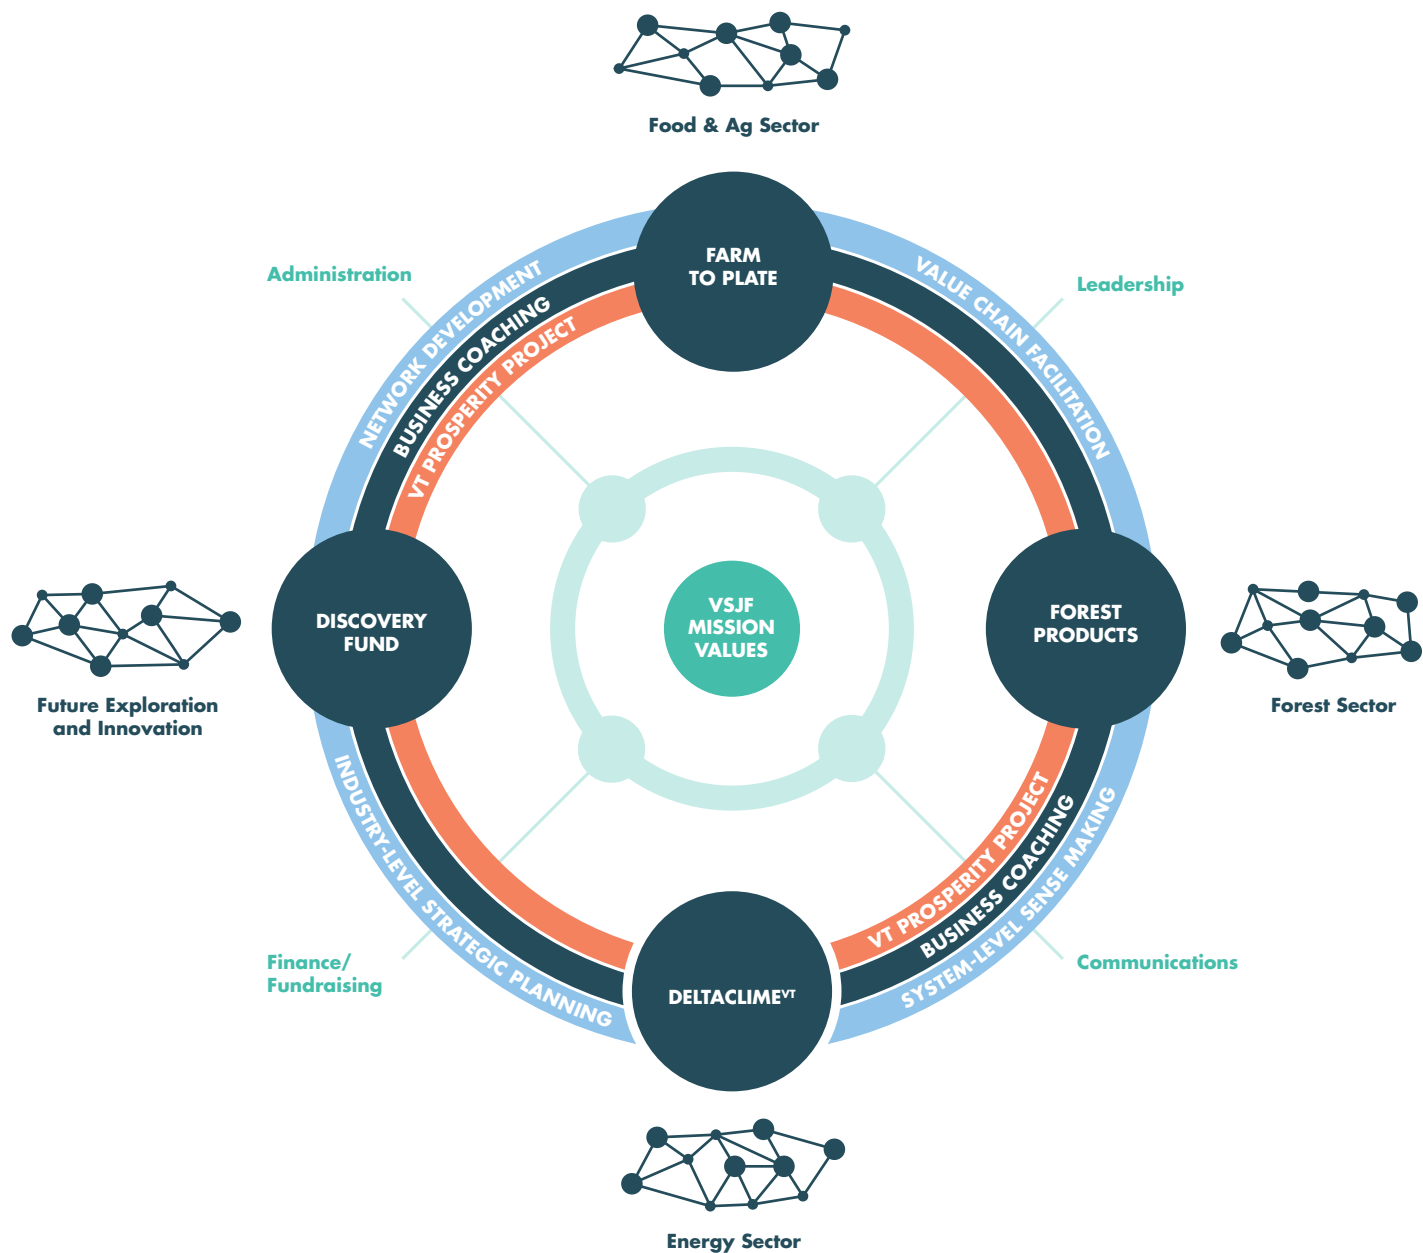 Food & Ag Sector
FARM
TO PLATE
Administration
Leadership
NETWORK DEVELOPMENT
BUSINESS COACHING
VT PROSPERITY PROJECT
VALUE CHAIN FACILITATION
DISCOVERY
FUND
VSJF
MISSION
VALUES
FOREST
PRODUCTS
Future Exploration
and Innovation
Forest Sector
INDUSTRY-LEVEL STRATEGIC PLANNING
VT PROSPERITY PROJECT
BUSINESS COACHING
SYSTEM-LEVEL SENSE MAKING
Finance/
Fundraising
Communications
DELTACLIMEVT
Energy Sector